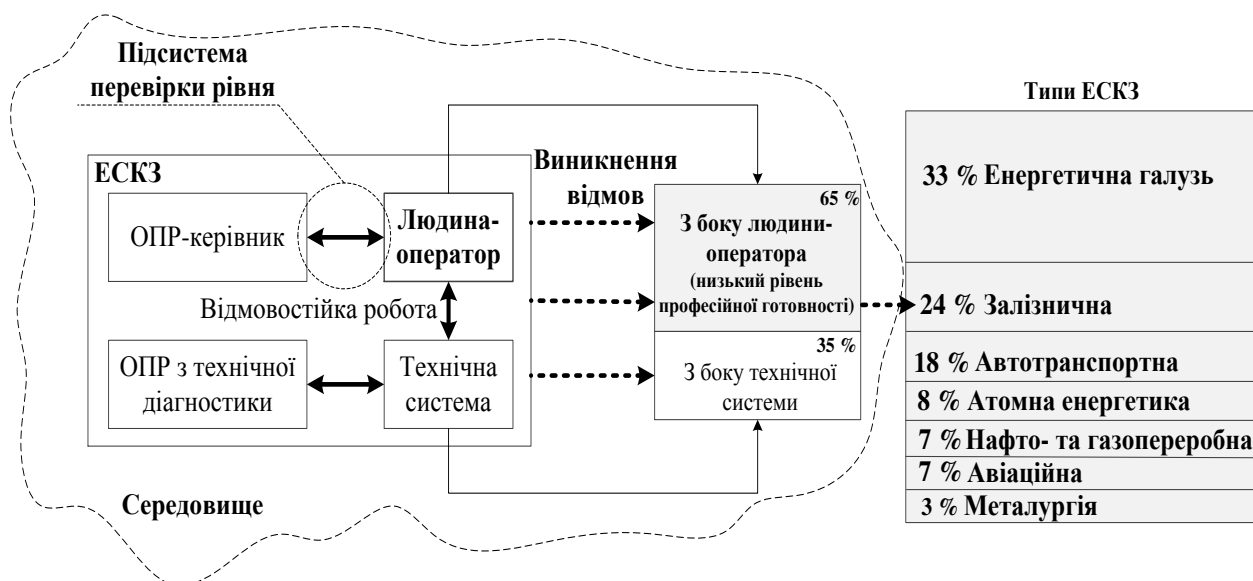 Підсистема
перевірки рівня
ЕСКЗ
ОПР-керівник
Людина-
оператор
Відмовостійка робота
ОПР з технічної
діагностики
Технічна
система
Середовище
Виникнення
відмов
65 %
З боку людини-
оператора
(низький рівень
професійної готовності)
35 %
З боку технічної
системи
Типи ЕСКЗ
33 % Енергетична галузь
24 % Залізнична
18 % Автотранспортна
8 % Атомна енергетика
7 % Нафто- та газопереробна
7 % Авіаційна
3 % Металургія